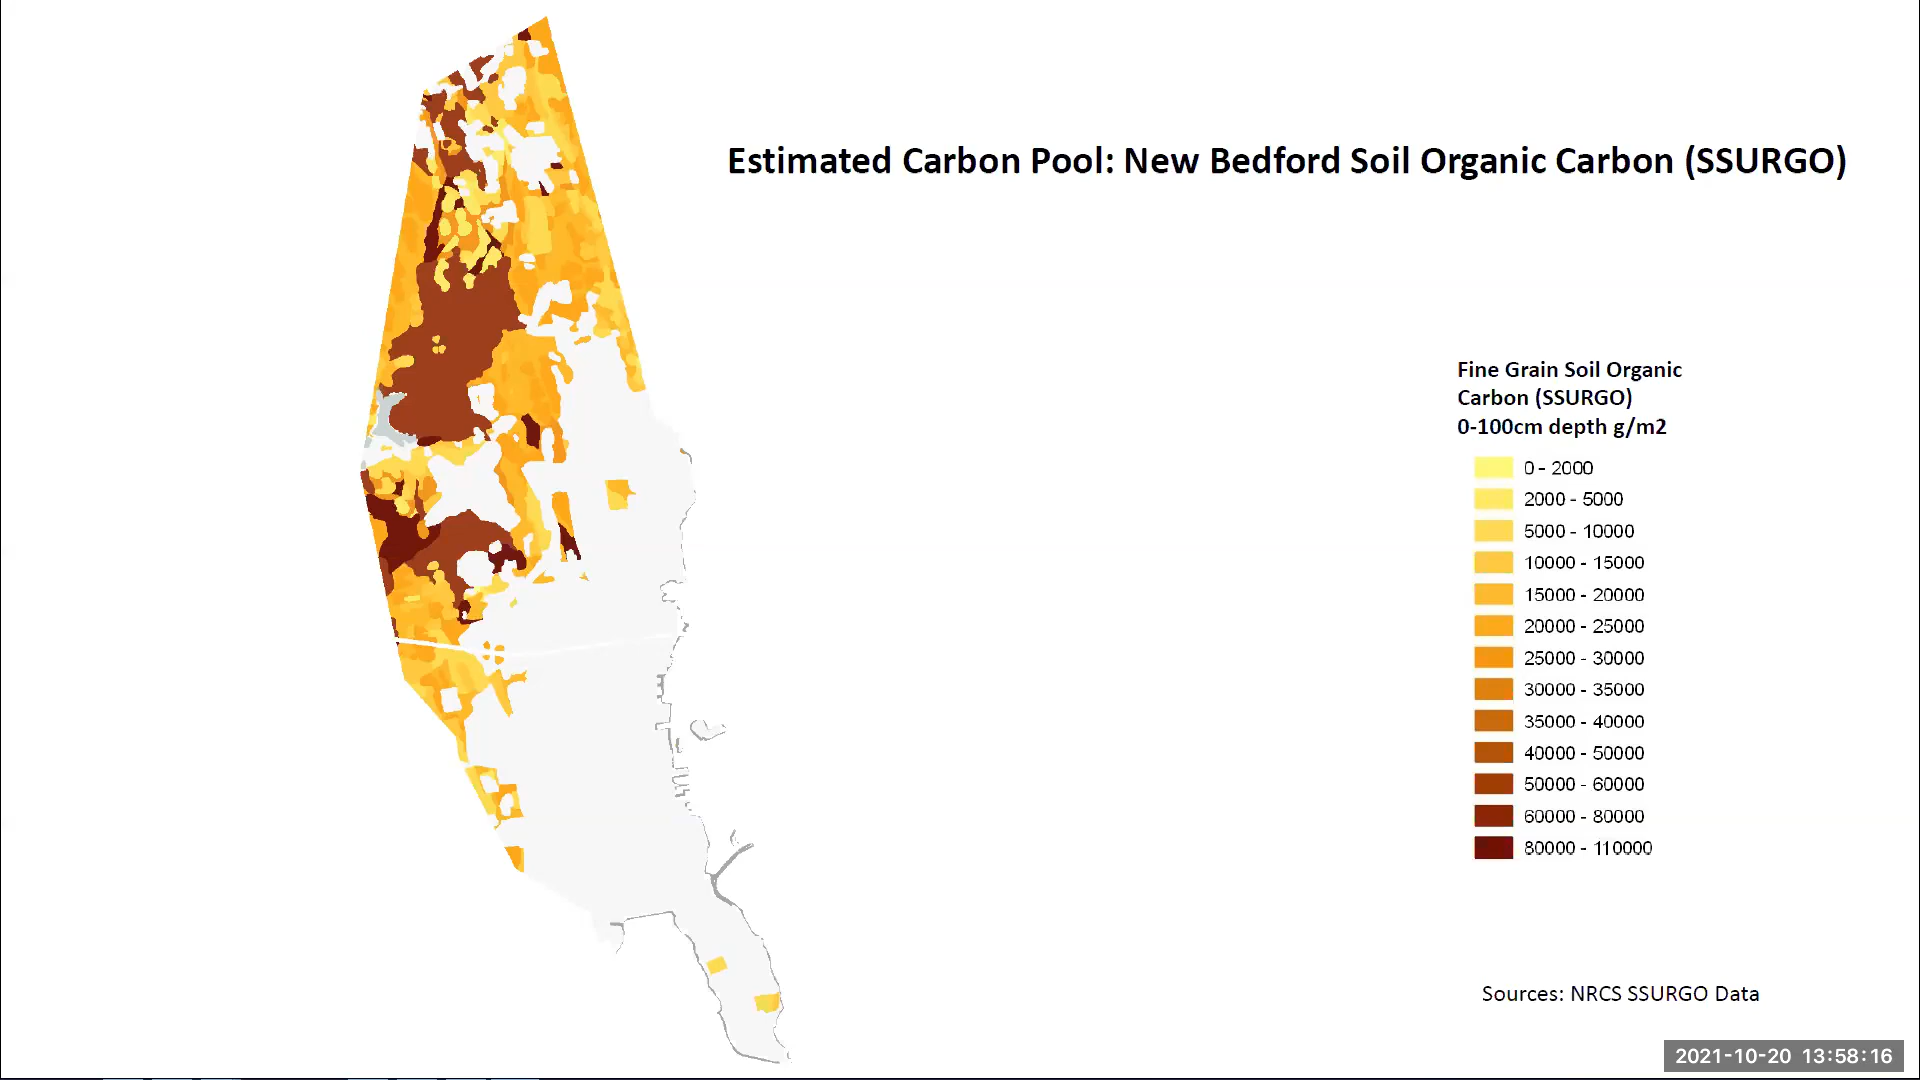 Estimated Carbon Pool: New Bedford Soil Organic Carbon (SSURGO)
Fine Grain Soil Organic
Carbon (SSURGO)
0-100cm depth g/m2
0 - 2000
2000 - 5000
5000 - 10000
10000 - 15000
15000 - 20000
20000 - 25000
25000 - 30000
30000 - 35000
35000 - 40000
40000 - 50000
50000 - 60000
60000 - 80000
80000 - 110000
Sources: NRCS SSURGO Data
2021-10-20 13:58:16